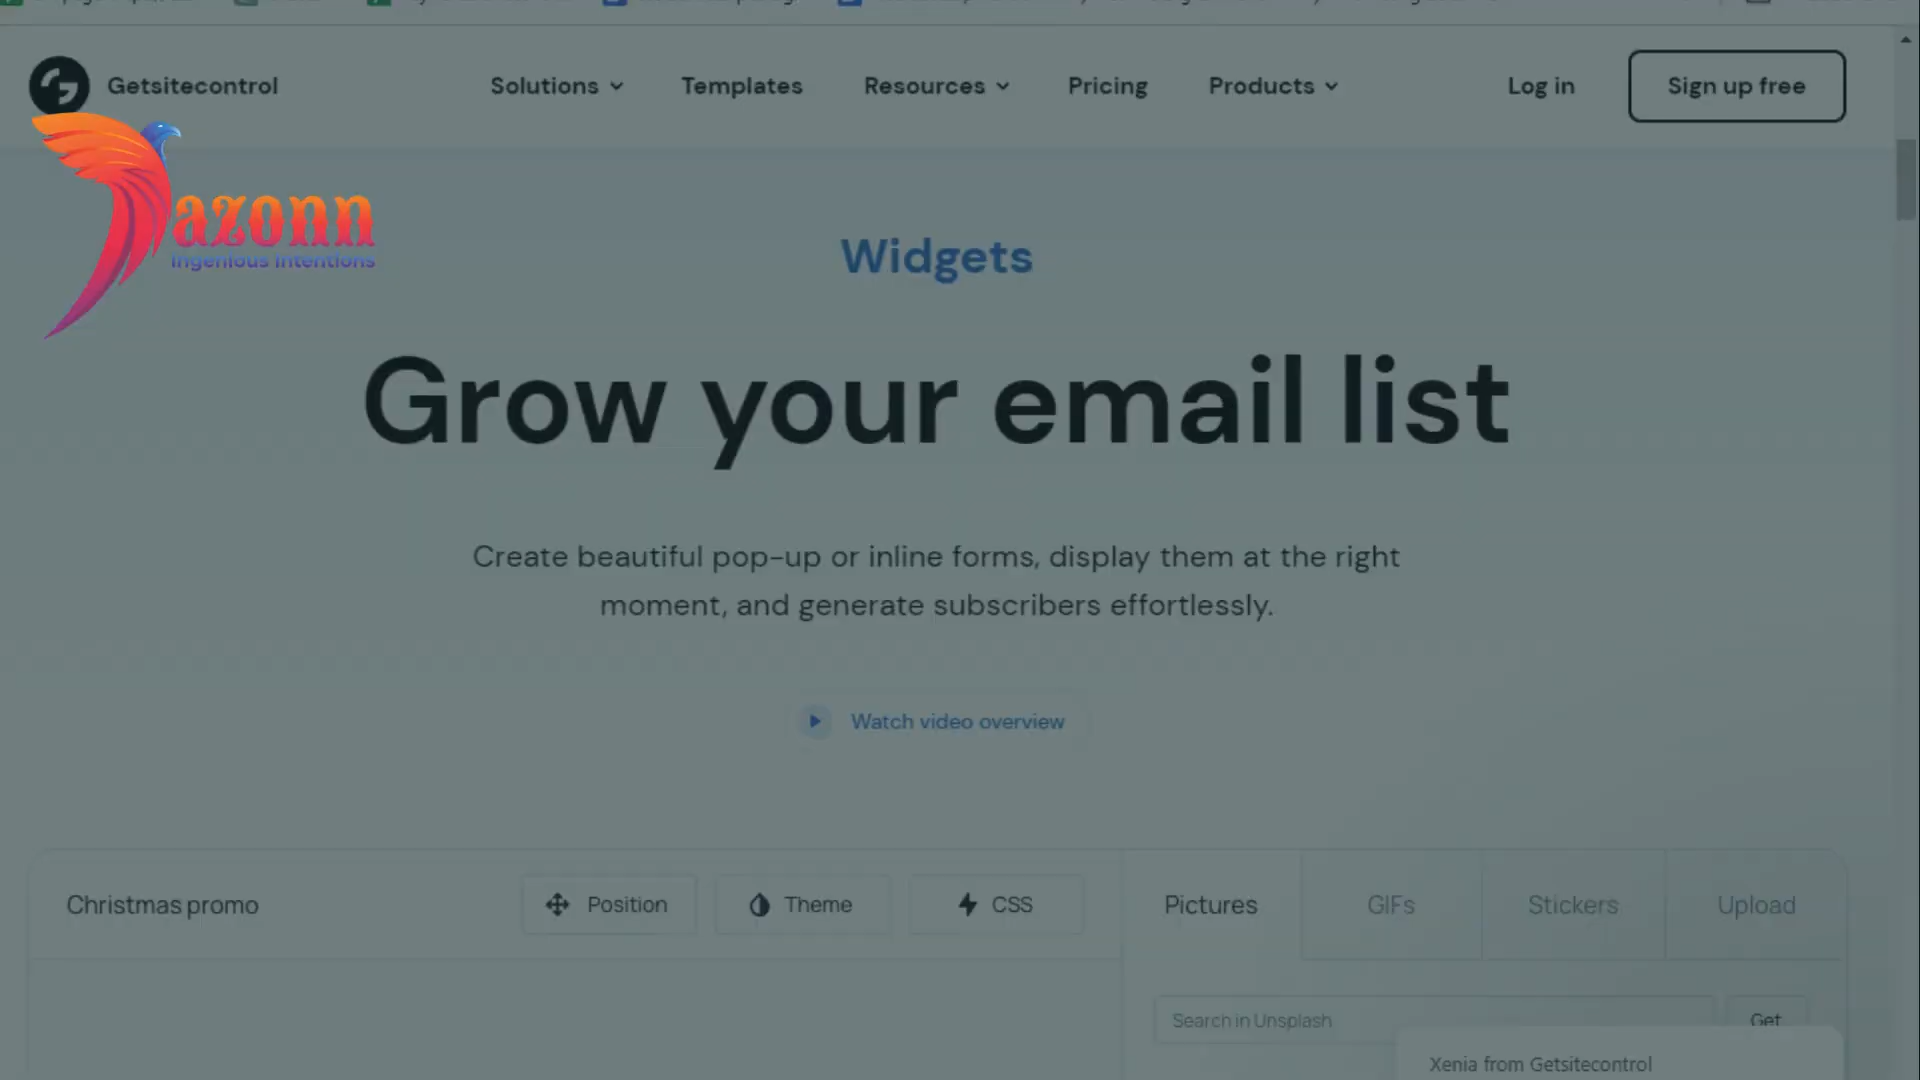 Getsitecontrol
Solutions
Templates
Resources
Pricing
Products
Log in
Sign up free
azonn
Ingenious Intentions
Widgets
Grow your email list
Create beautiful pop-up or inline forms, display them at the right
moment, and generate subscribers effortlessly.
Watch video overview
Christmas promo
Position
Theme
CSS
Pictures
GIFs
Stickers
Upload
Search in Unsplash
Get
Xenia from Getsitecontrol